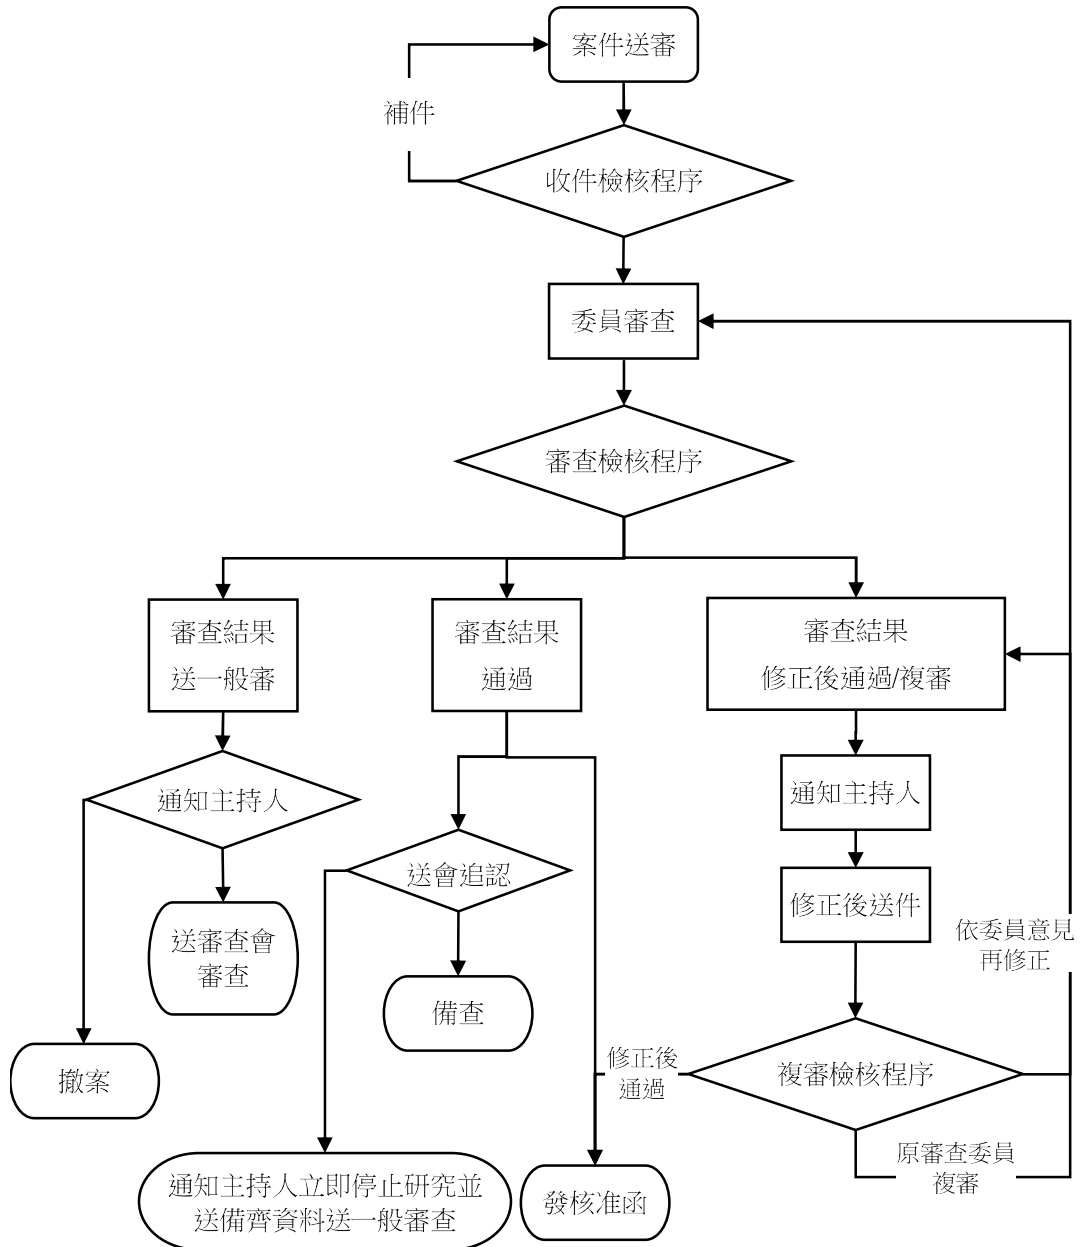 案件送審
補件
收件檢核程序
委員審查
審查檢核程序
審查結果
送一般審
審查結果
通過
審查結果
修正後通過/複審
通知主持人
通知主持人
送會追認
修正後送件
送審查會
審查
依委員意見
再修正
備查
修正後
通過
複審檢核程序
撤案
原審查委員
複審
通知主持人立即停止研究並
送備齊資料送一般審查
發核准函